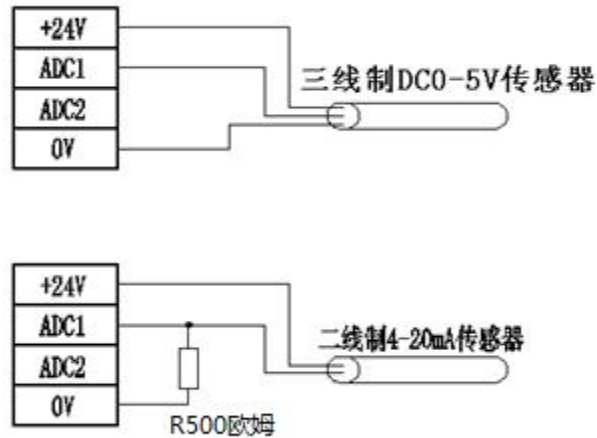 +24V
ADC1
三线制DC0-5V传感器
ADC2
0V
+24V
ADC1
二线制4-20mA传感器
ADC2
0V
R500欧姆